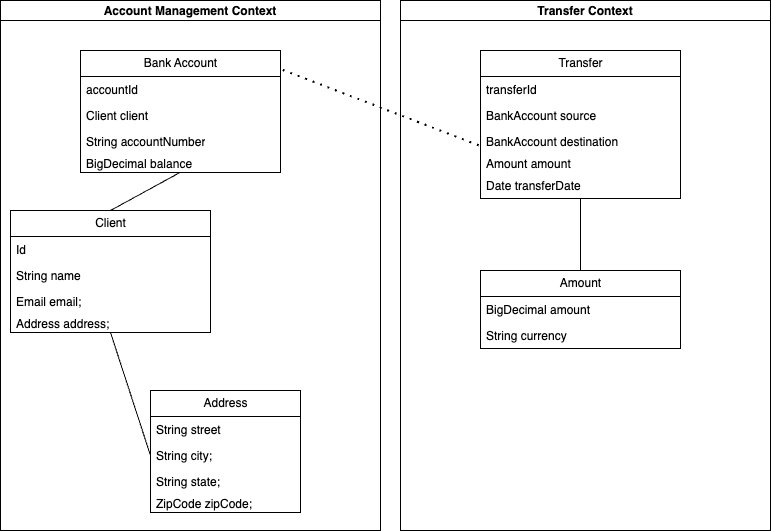 Account Management Context
Bank Account
accountId
Client client
String accountNumber
BigDecimal balance
Client
Id
String name
Email email;
Address address;
Address
String street
String city;
String state;
ZipCode zipCode;
Transfer Context
Transfer
transferId
BankAccount source
BankAccount destination
Amount amount
Date transferDate
Amount
BigDecimal amount
String currency